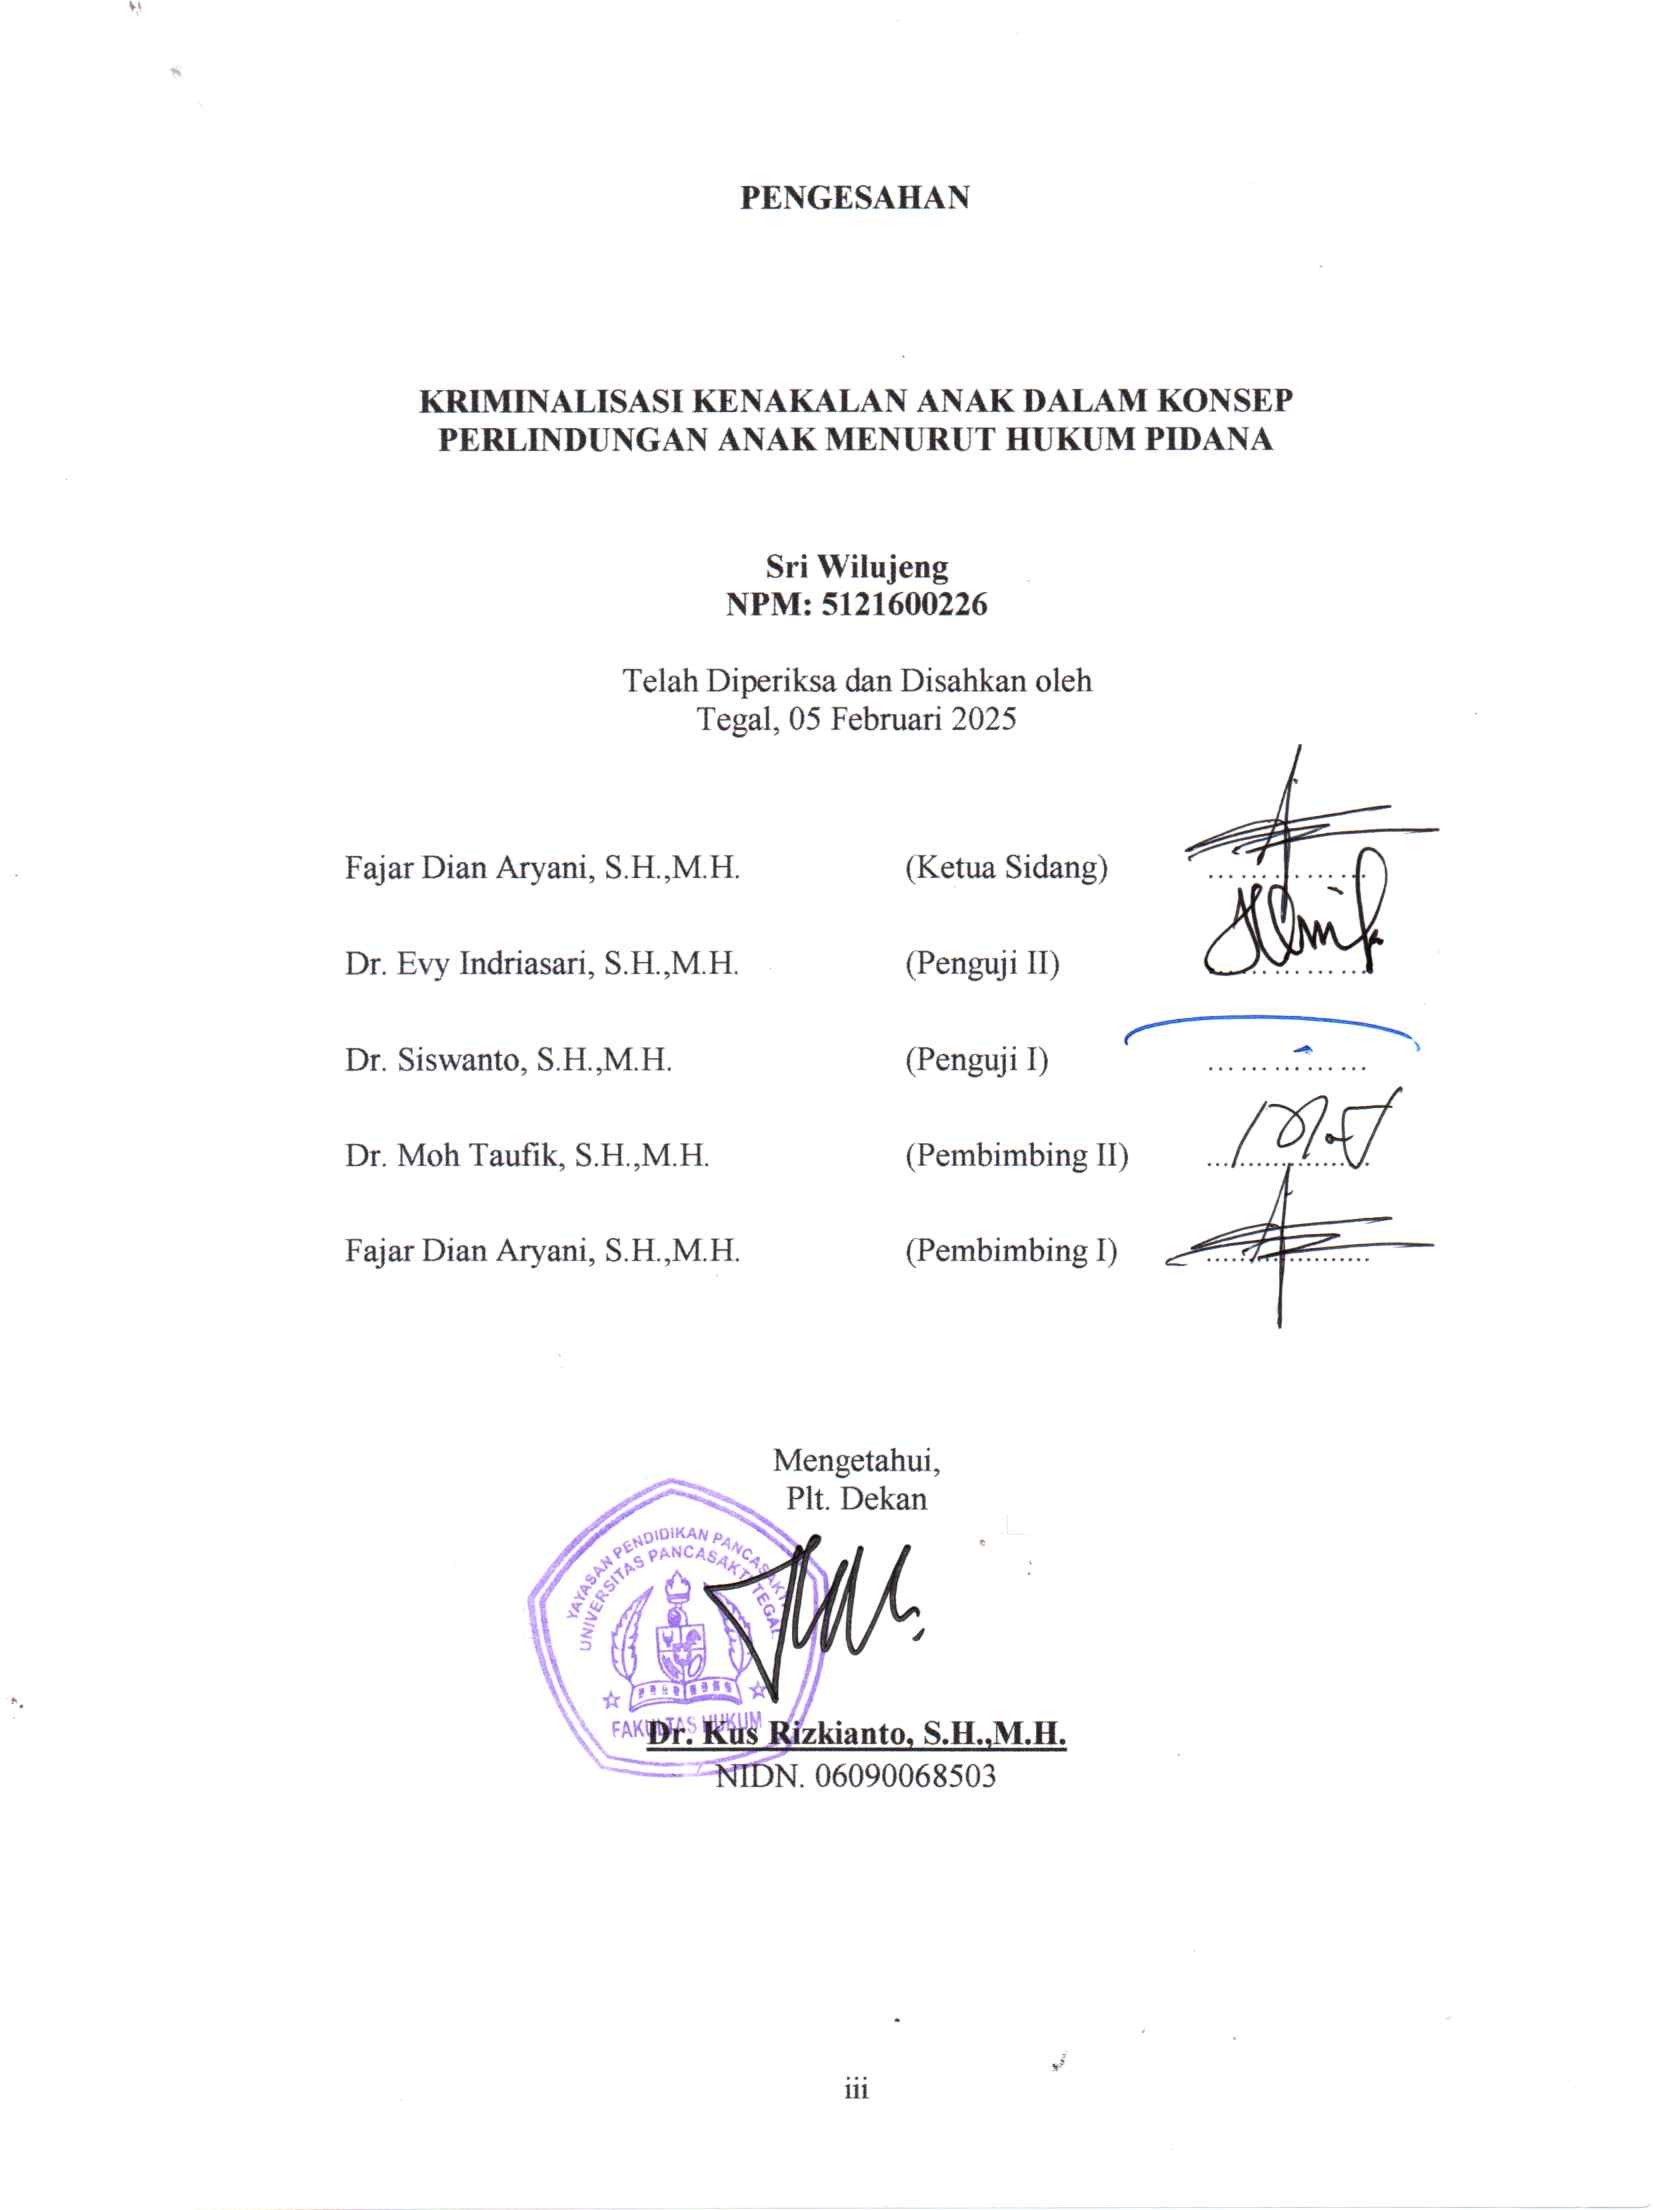 PENGESAHAN
KRIMINALISASI KENAKALAN ANAK DALAM KONSEP
PERLINDUNGAN ANAK MENURUT HUKUM PIDANA
Sri Wilujeng
NPM: 5121600226
Telah Diperiksa dan Disahkan oleh
Tegal, 05 Februari 2025
Fajar Dian Aryani, S.H.,M.H. (Ketua Sidang) ...............
Dr. Evy Indriasari, S.H.,M.H. (Penguji II) ...............
Dr. Siswanto, S.H.,M.H. (Penguji I) ...............
Dr. Moh Taufik, S.H.,M.H. (Pembimbing II) ....................
Fajar Dian Aryani, S.H.,M.H. (Pembimbing I) ....................
Mengetahui,
Plt. Dekan
YAYASAN PENDIDIKAN PANCASAKTI
UNIVERSITAS PANCASAKTI TEGAL
FAKULTAS HUKUM
Dr. Kus Rizkianto, S.H.,M.H.
NIDN. 06090068503
iii